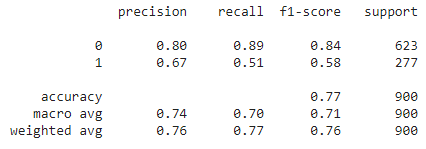 precision recall f1-score support
0 0.80 0.89 0.84 623
1 0.67 0.51 0.58 277
accuracy 0.77 900
macro avg 0.74 0.70 0.71 900
weighted avg 0.76 0.77 0.76 900